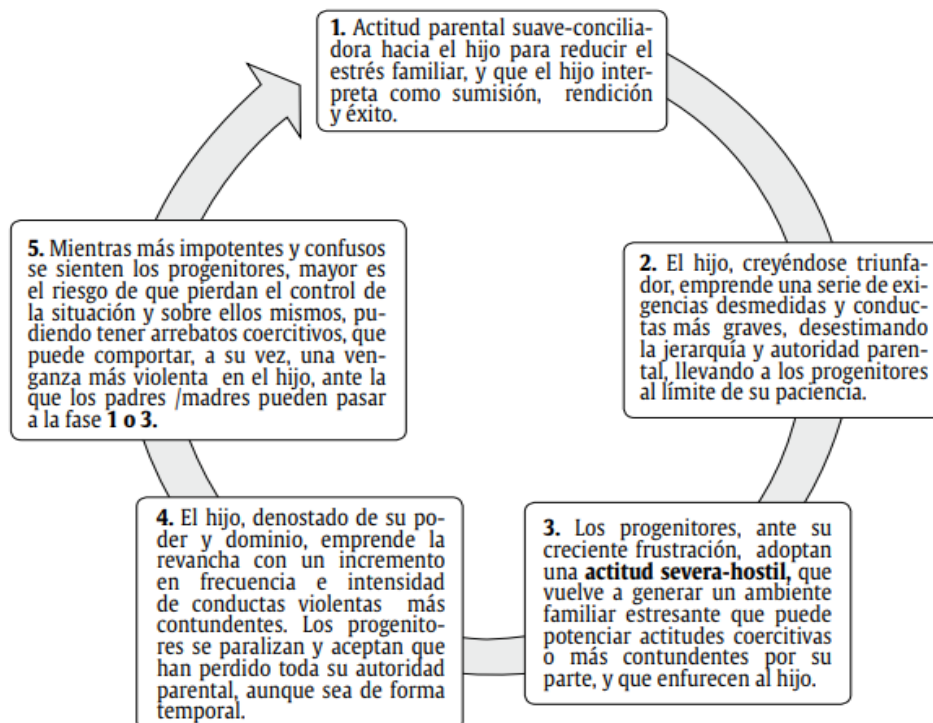 1. Actitud parental suave-concilia-
dora hacia el hijo para reducir el
estrés familiar, y que el hijo inter-
preta como sumisión, rendición
y éxito.
2. El hijo, creyéndose triunfa-
dor, emprende una serie de exi-
gencias desmedidas y conduc-
tas más graves, desestimando
la jerarquía y autoridad paren-
tal, llevando a los progenitores
al límite de su paciencia.
3. Los progenitores, ante su
creciente frustración, adoptan
una actitud severa-hostil, que
vuelve a generar un ambiente
familiar estresante que puede
potenciar actitudes coercitivas
o más contundentes por su
parte, y que enfurecen al hijo.
4. El hijo, denostado de su po-
der y dominio, emprende la
revancha con un incremento
en frecuencia e intensidad
de conductas violentas más
contundentes. Los progenito-
res se paralizan y aceptan que
han perdido toda su autoridad
parental, aunque sea de forma
temporal.
5. Mientras más impotentes y confusos
se sienten los progenitores, mayor es
el riesgo de que pierdan el control de
la situación y sobre ellos mismos, pu-
diendo tener arrebatos coercitivos, que
puede comportar, a su vez, una ven-
ganza más violenta en el hijo, ante la
que los padres /madres pueden pasar
a la fase 1 o 3.